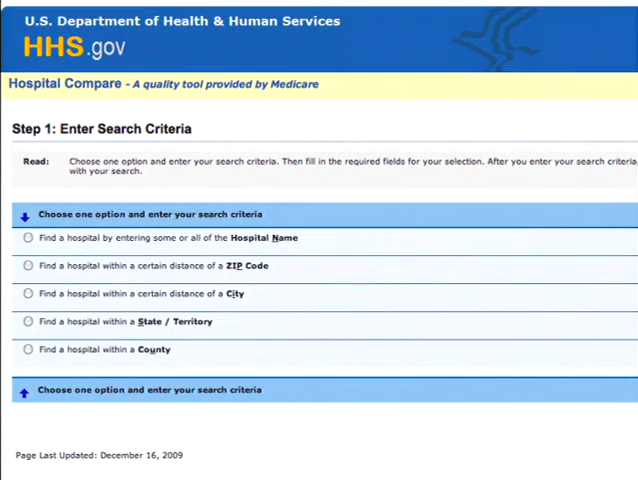 U.S. Department of Health & Human Services
HHS.gov
Hospital Compare - A quality tool provided by Medicare
Step 1: Enter Search Criteria
Read: Choose one option and enter your search criteria. Then fill in the required fields for your selection. After you enter your search criteria,
with your search.
Choose one option and enter your search criteria
Find a hospital by entering some or all of the Hospital Name
Find a hospital within a certain distance of a ZIP Code
Find a hospital within a certain distance of a City
Find a hospital within a State / Territory
Find a hospital within a County
Choose one option and enter your search criteria
Page Last Updated: December 16, 2009